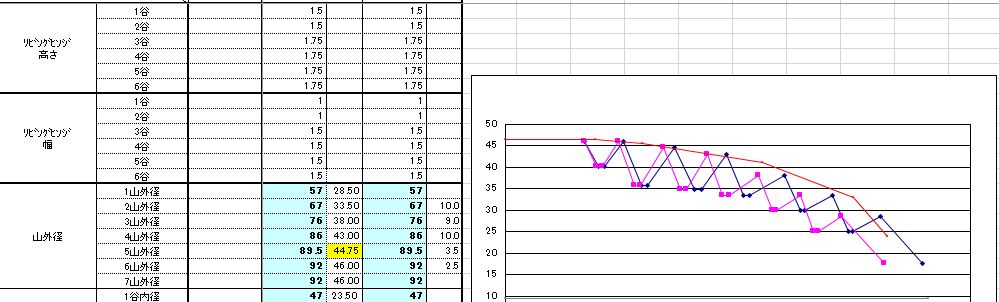 1谷 1.5 1.5
2谷 1.5 1.5
3谷 1.75 1.75
ﾘﾋﾞﾝｸﾞﾋﾝｼﾞ
高さ
4谷 1.75 1.75
5谷 1.75 1.75
6谷 1.75 1.75
1谷 1 1
2谷 1 1
3谷 1.5 1.5
ﾘﾋﾞﾝｸﾞﾋﾝｼﾞ
幅
4谷 1.5 1.5
5谷 1.5 1.5
6谷 1.5 1.5
1山外径 57 28.50 57
2山外径 67 33.50 67 10.0
3山外径 76 38.00 76 9.0
山外径
4山外径 86 43.00 86 10.0
5山外径 89.5 44.75 89.5 3.5
6山外径 92 46.00 92 2.5
7山外径 92 46.00 92
1谷内径 47 23.50 47
50
45
40
35
30
25
20
15
10